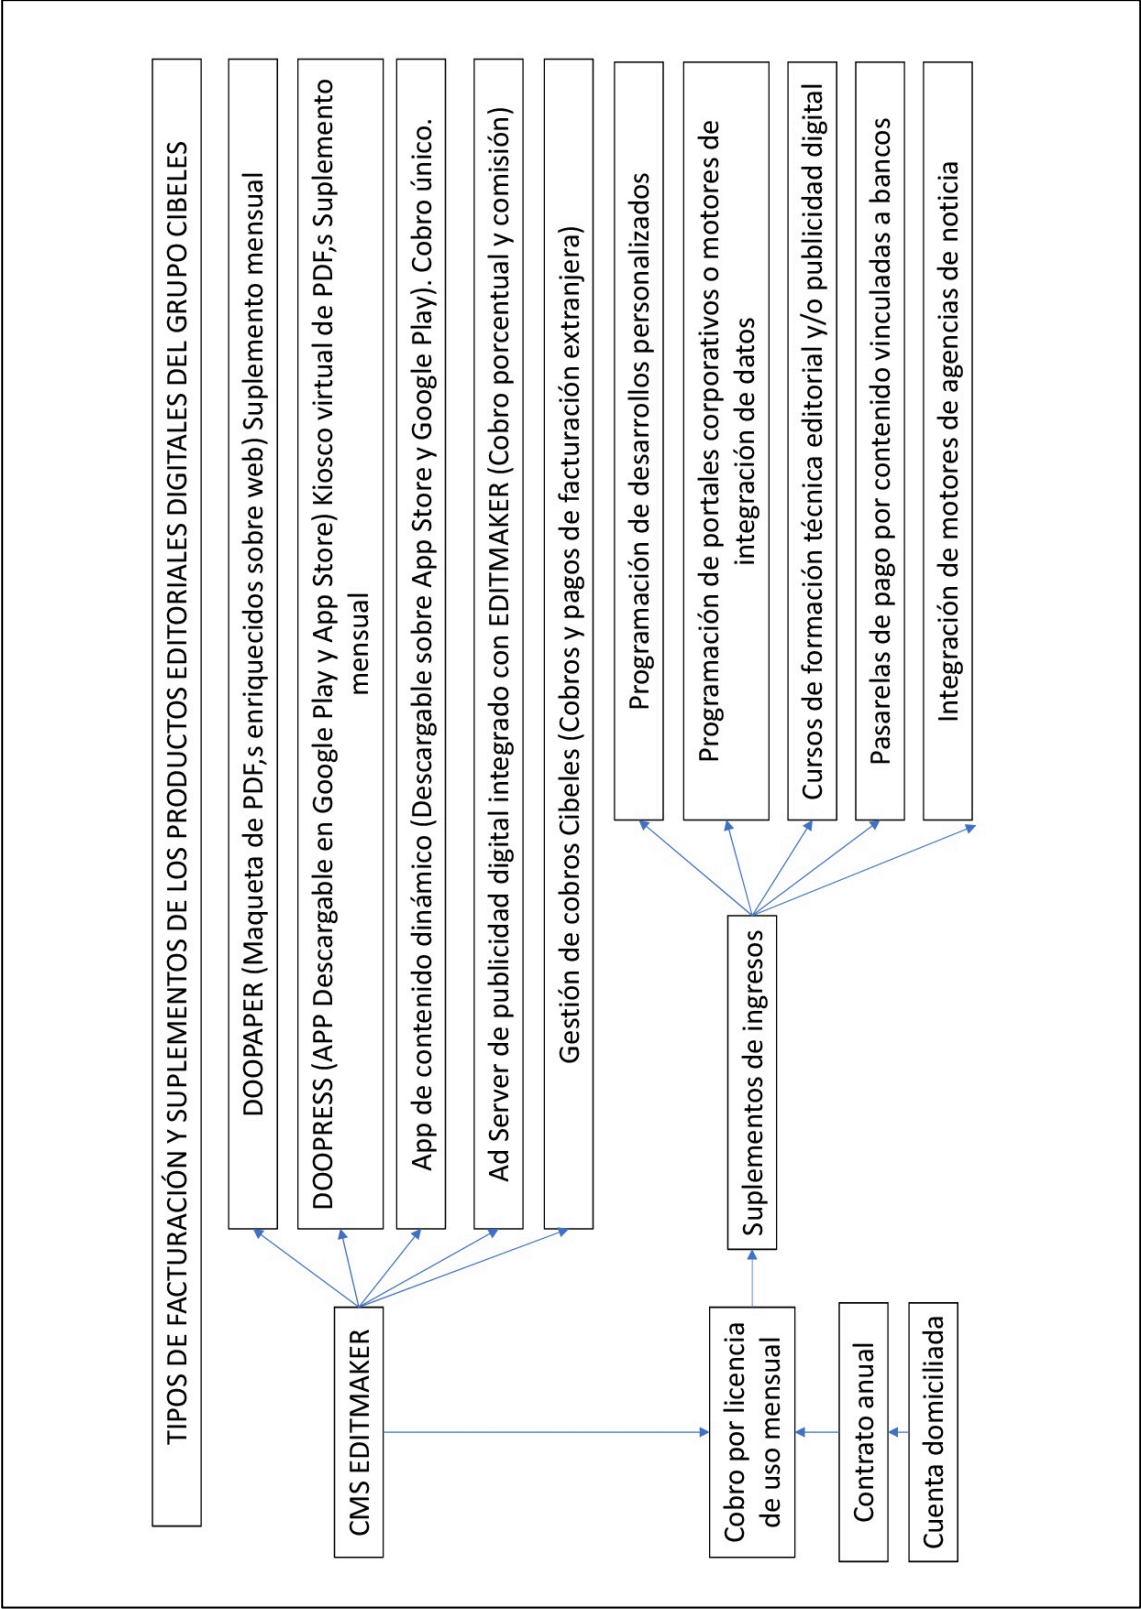 TIPOS DE FACTURACIÓN Y SUPLEMENTOS DE LOS PRODUCTOS EDITORIALES DIGITALES DEL GRUPO CIBELES
DOOPAPER (Maqueta de PDF,s enriquecidos sobre web) Suplemento mensual
DOOPRESS (APP Descargable en Google Play y App Store) Kiosco virtual de PDF,s Suplemento
mensual
App de contenido dinámico (Descargable sobre App Store y Google Play). Cobro único.
Ad Server de publicidad digital integrado con EDITMAKER (Cobro porcentual y comisión)
Gestión de cobros Cibeles (Cobros y pagos de facturación extranjera)
CMS EDITMAKER
Cobro por licencia
de uso mensual
Contrato anual
Cuenta domiciliada
Suplementos de ingresos
Programación de desarrollos personalizados
Programación de portales corporativos o motores de
integración de datos
Cursos de formación técnica editorial y/o publicidad digital
Pasarelas de pago por contenido vinculadas a bancos
Integración de motores de agencias de noticia